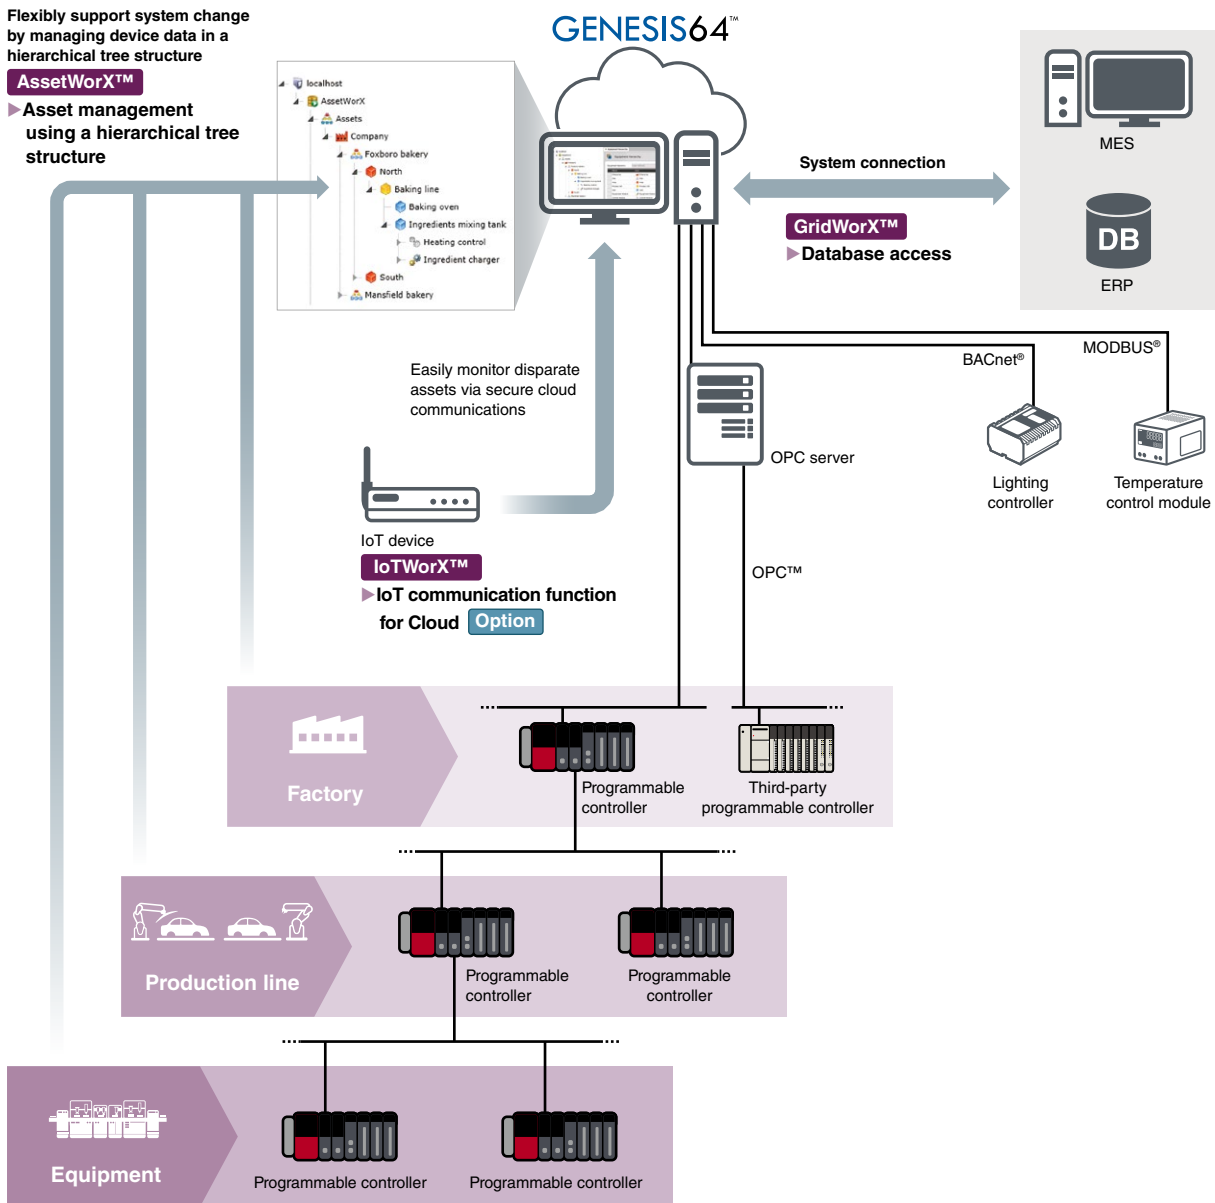 Flexibly support system change
by managing device data in a
hierarchical tree structure
AssetWorX™
▶Asset management
using a hierarchical tree
structure
GENESIS64™
localhost
AssetWorX
Assets
Company
Foxboro bakery
North
Baking line
Baking oven
Ingredients mixing tank
Heating control
Ingredient charger
South
Mansfield bakery
System connection
GridWorX™
▶Database access
MES
DB
ERP
BACnet®
MODBUS®
Lighting
controller
Temperature
control module
Easily monitor disparate
assets via secure cloud
communications
OPC server
IoT device
IoTWorX™
▶IoT communication function
for Cloud Option
OPC™
Factory
Programmable
controller
Third-party
programmable controller
Production line
Programmable
controller
Programmable
controller
Equipment
Programmable controller
Programmable controller